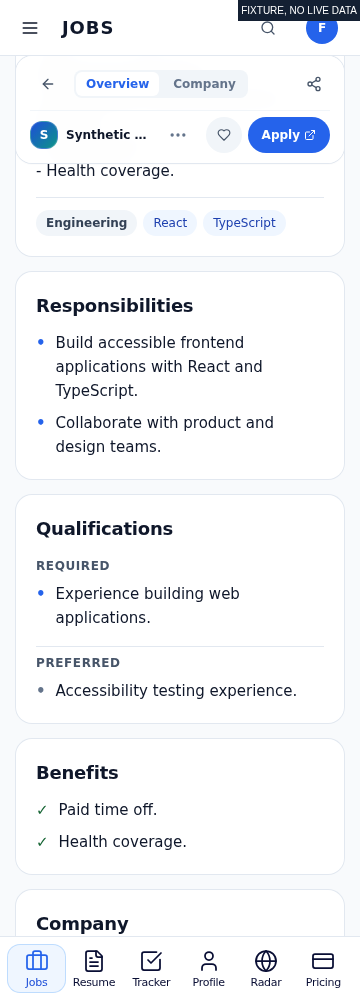 FIXTURE, NO LIVE DATA
JOBS
F
Overview
Company
S
Synthetic ...
Apply
- Health coverage.
Engineering
React
TypeScript
Responsibilities
• Build accessible frontend
applications with React and
TypeScript.
• Collaborate with product and
design teams.
Qualifications
REQUIRED
• Experience building web
applications.
PREFERRED
• Accessibility testing experience.
Benefits
✓ Paid time off.
✓ Health coverage.
Company
Jobs
Resume
Tracker
Profile
Radar
Pricing